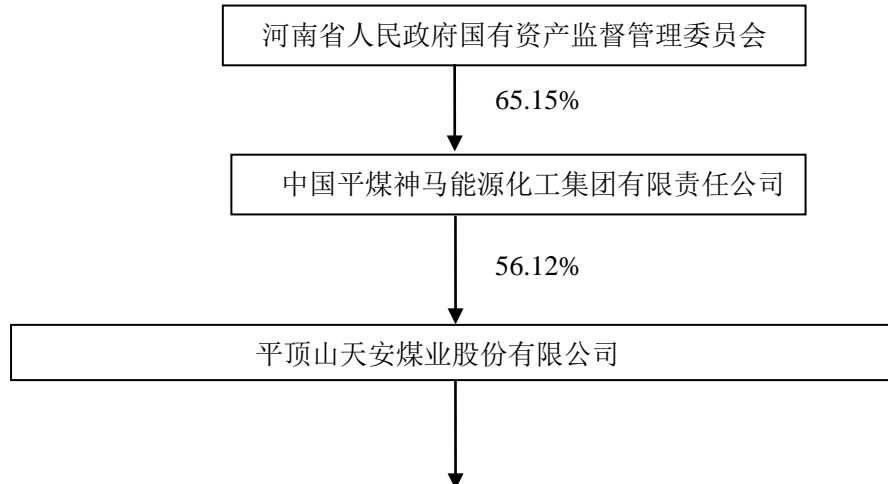 河南省人民政府国有资产监督管理委员会
65.15%
中国平煤神马能源化工集团有限责任公司
56.12%
平顶山天安煤业股份有限公司